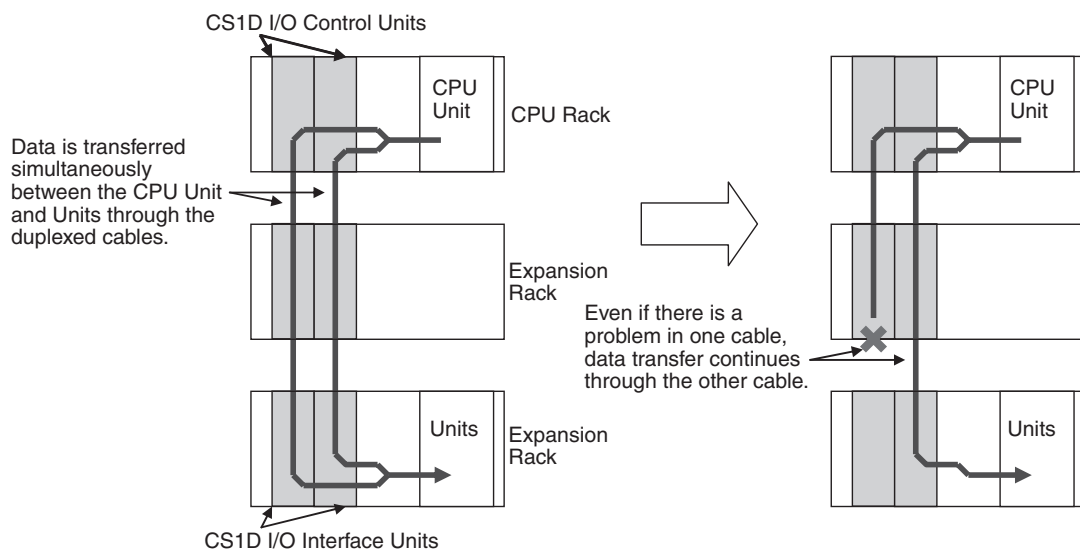 CS1D I/O Control Units
CPU
Unit
CPU Rack
Data is transferred
simultaneously
between the CPU Unit
and Units through the
duplexed cables.
Expansion
Rack
Units
Expansion
Rack
CS1D I/O Interface Units
CPU
Unit
Even if there is a
problem in one cable,
data transfer continues
through the other cable.
Units